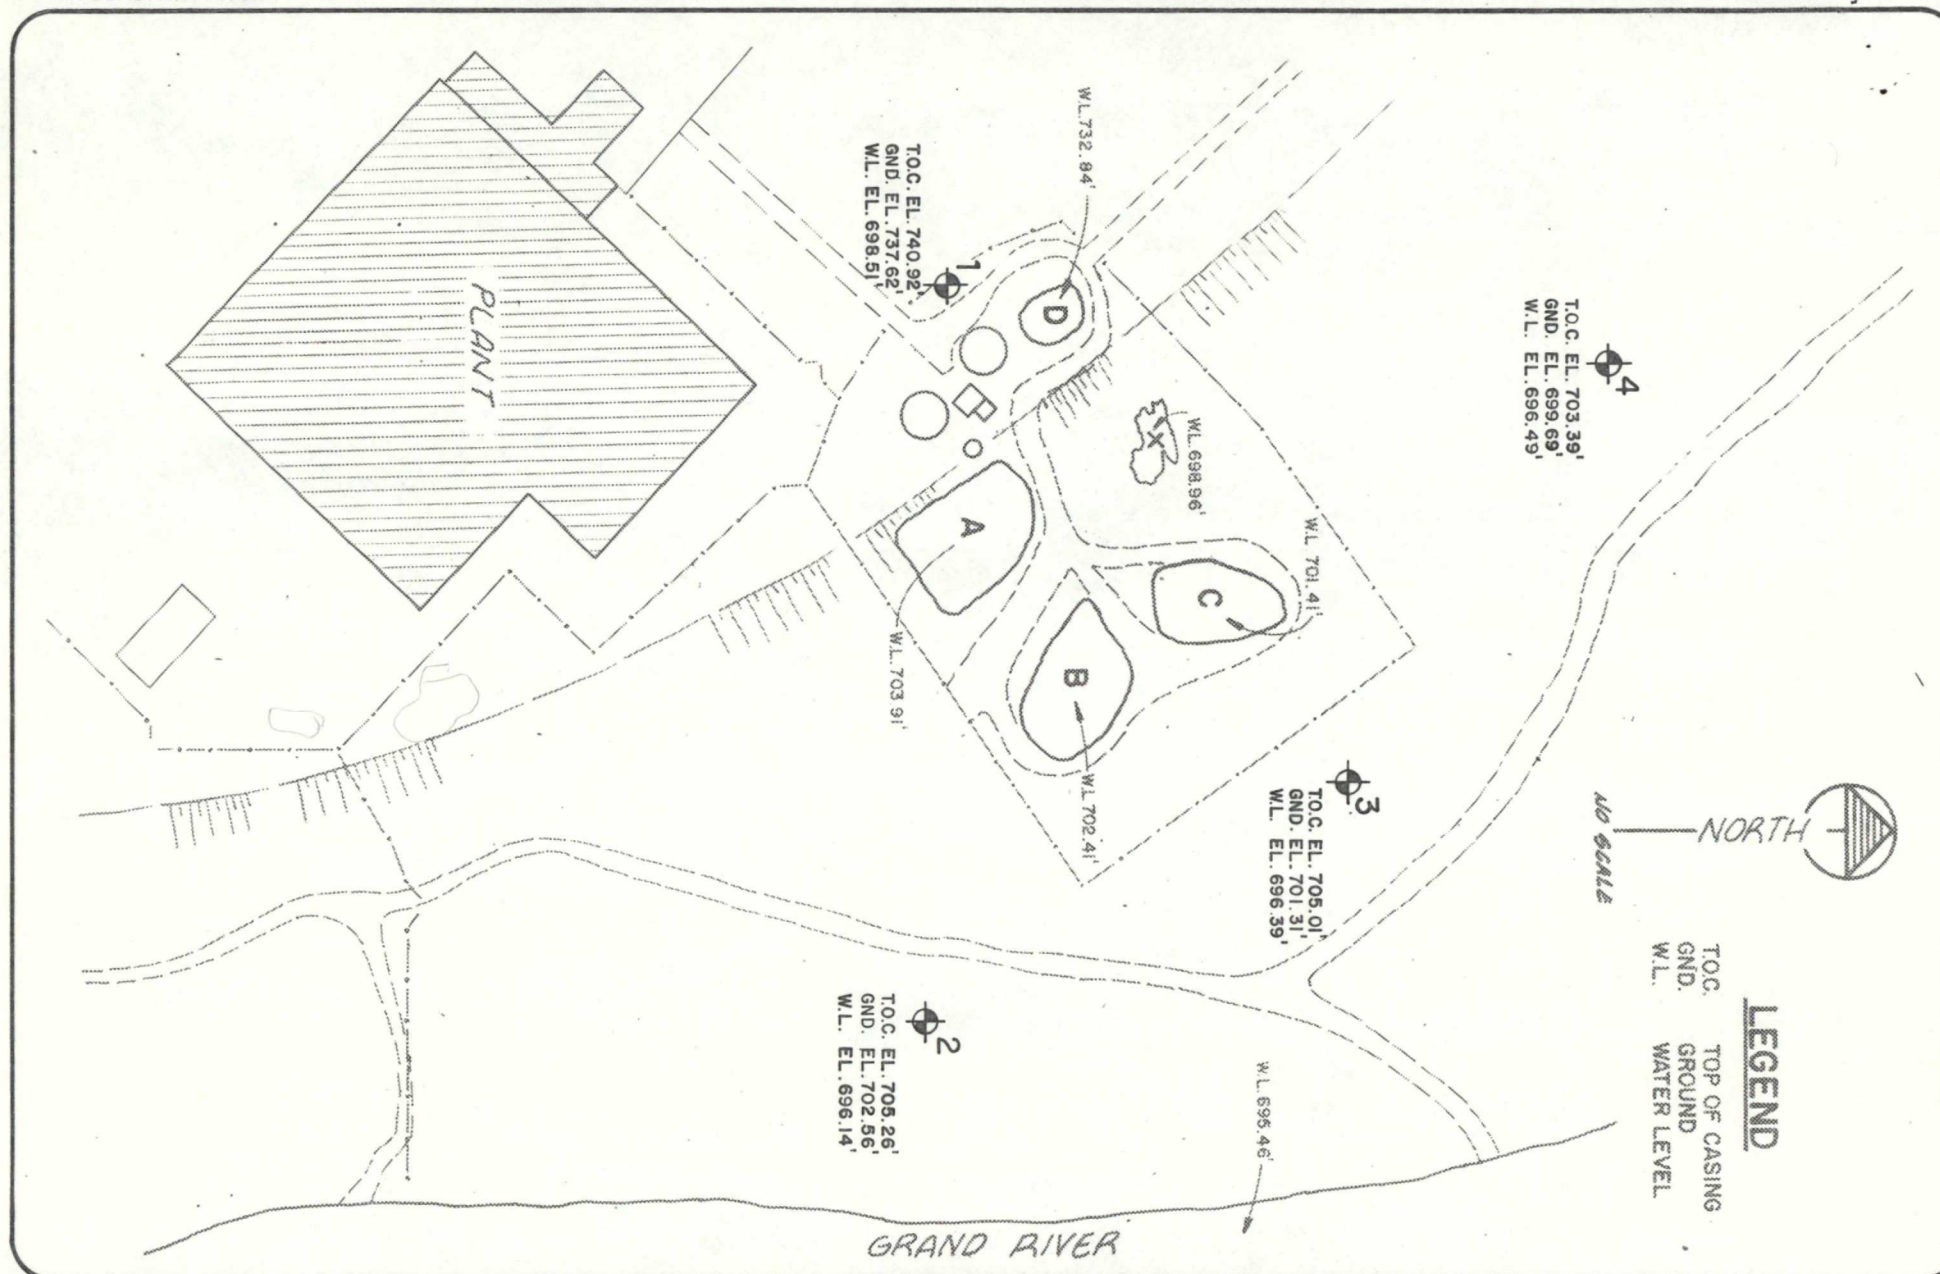 PLANT
T.O.C. EL. 740.92'
GND. EL. 737.62'
W.L. EL. 698.51'
1
W.L. 732.84'
D
X
W.L. 698.96'
A
W.L. 703.91'
C
W.L. 701.41'
B
W.L. 702.41'
4
T.O.C. EL. 703.39'
GND. EL. 699.69'
W.L. EL. 696.49'
3
T.O.C. EL. 705.01'
GND. EL. 701.31'
W.L. EL. 696.39'
2
T.O.C. EL. 705.26'
GND. EL. 702.56'
W.L. EL. 696.14'
W.L. 695.46'
GRAND RIVER
NORTH
NO SCALE
LEGEND
T.O.C. TOP OF CASING
GND. GROUND
W.L. WATER LEVEL